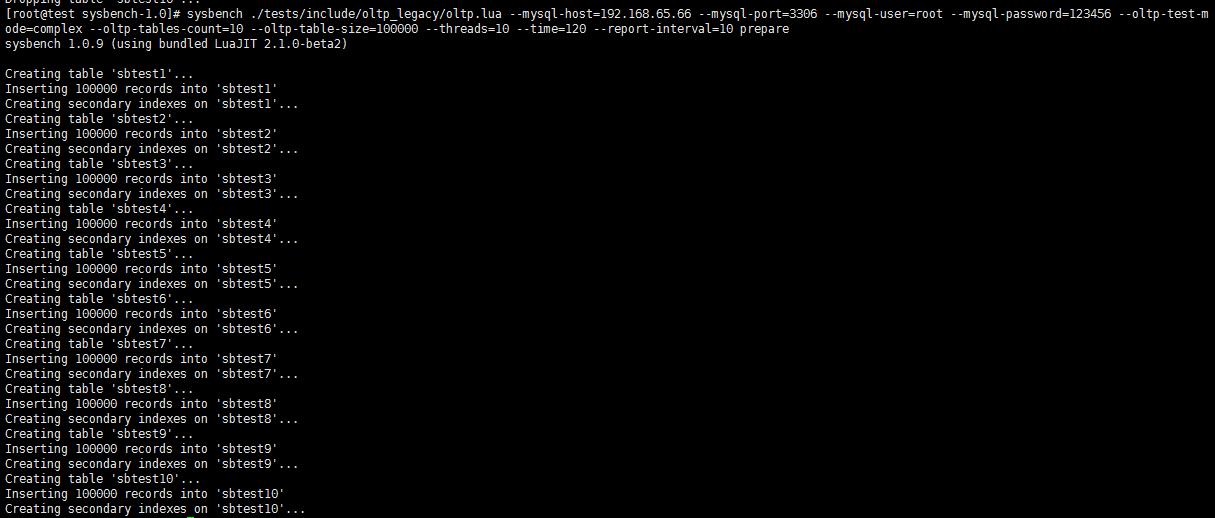 Dropping table 'sbtest10'...
[root@test sysbench-1.0]# sysbench ./tests/include/oltp_legacy/oltp.lua --mysql-host=192.168.65.66 --mysql-port=3306 --mysql-user=root --mysql-password=123456 --oltp-test-m
ode=complex --oltp-tables-count=10 --oltp-table-size=100000 --threads=10 --time=120 --report-interval=10 prepare
sysbench 1.0.9 (using bundled LuaJIT 2.1.0-beta2)
Creating table 'sbtest1'...
Inserting 100000 records into 'sbtest1'
Creating secondary indexes on 'sbtest1'...
Creating table 'sbtest2'...
Inserting 100000 records into 'sbtest2'
Creating secondary indexes on 'sbtest2'...
Creating table 'sbtest3'...
Inserting 100000 records into 'sbtest3'
Creating secondary indexes on 'sbtest3'...
Creating table 'sbtest4'...
Inserting 100000 records into 'sbtest4'
Creating secondary indexes on 'sbtest4'...
Creating table 'sbtest5'...
Inserting 100000 records into 'sbtest5'
Creating secondary indexes on 'sbtest5'...
Creating table 'sbtest6'...
Inserting 100000 records into 'sbtest6'
Creating secondary indexes on 'sbtest6'...
Creating table 'sbtest7'...
Inserting 100000 records into 'sbtest7'
Creating secondary indexes on 'sbtest7'...
Creating table 'sbtest8'...
Inserting 100000 records into 'sbtest8'
Creating secondary indexes on 'sbtest8'...
Creating table 'sbtest9'...
Inserting 100000 records into 'sbtest9'
Creating secondary indexes on 'sbtest9'...
Creating table 'sbtest10'...
Inserting 100000 records into 'sbtest10'
Creating secondary indexes on 'sbtest10'...